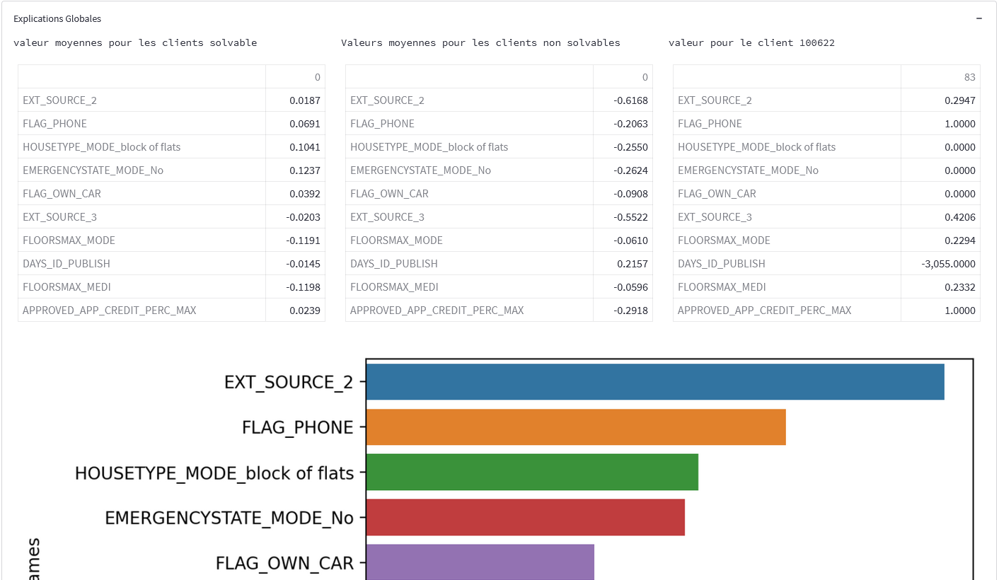 Explications Globales −
valeur moyennes pour les clients solvable
0
EXT_SOURCE_2 0.0187
FLAG_PHONE 0.0691
HOUSETYPE_MODE_block of flats 0.1041
EMERGENCYSTATE_MODE_No 0.1237
FLAG_OWN_CAR 0.0392
EXT_SOURCE_3 -0.0203
FLOORSMAX_MODE -0.1191
DAYS_ID_PUBLISH -0.0145
FLOORSMAX_MEDI -0.1198
APPROVED_APP_CREDIT_PERC_MAX 0.0239
Valeurs moyennes pour les clients non solvables
0
EXT_SOURCE_2 -0.6168
FLAG_PHONE -0.2063
HOUSETYPE_MODE_block of flats -0.2550
EMERGENCYSTATE_MODE_No -0.2624
FLAG_OWN_CAR -0.0908
EXT_SOURCE_3 -0.5522
FLOORSMAX_MODE -0.0610
DAYS_ID_PUBLISH 0.2157
FLOORSMAX_MEDI -0.0596
APPROVED_APP_CREDIT_PERC_MAX -0.2918
valeur pour le client 100622
83
EXT_SOURCE_2 0.2947
FLAG_PHONE 1.0000
HOUSETYPE_MODE_block of flats 0.0000
EMERGENCYSTATE_MODE_No 0.0000
FLAG_OWN_CAR 0.0000
EXT_SOURCE_3 0.4206
FLOORSMAX_MODE 0.2294
DAYS_ID_PUBLISH -3,055.0000
FLOORSMAX_MEDI 0.2332
APPROVED_APP_CREDIT_PERC_MAX 1.0000
EXT_SOURCE_2
FLAG_PHONE
HOUSETYPE_MODE_block of flats
EMERGENCYSTATE_MODE_No
FLAG_OWN_CAR
ames